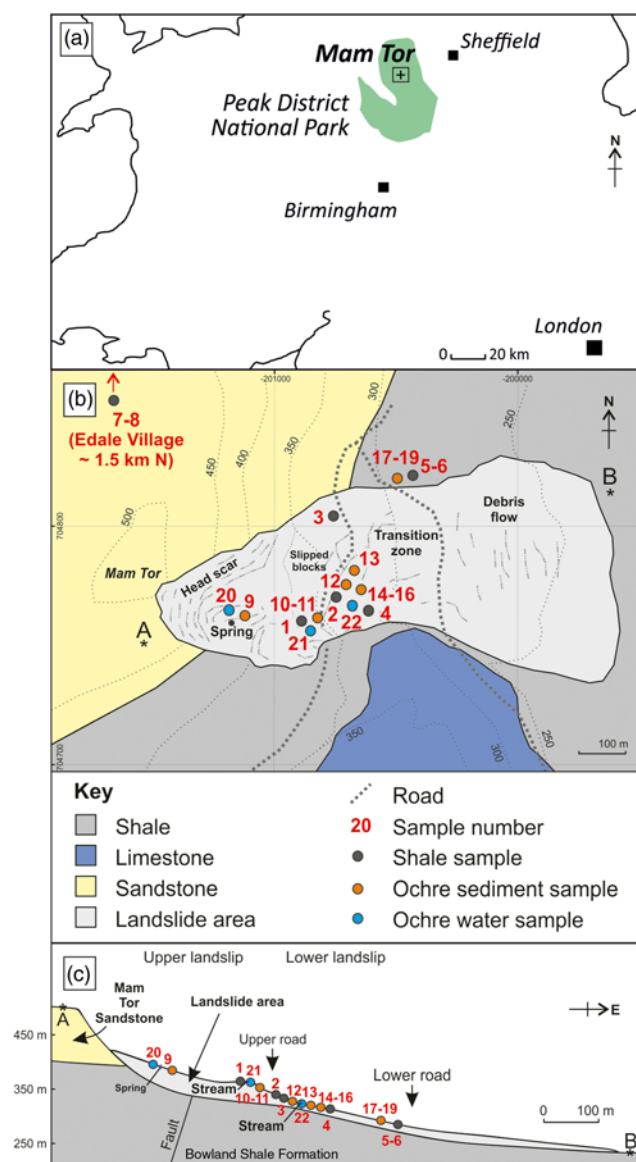 (a)
Mam Tor
Sheffield
Peak District
National Park
N
Birmingham
London
0 20 km
(b)
-201000
-200000
300
250
N
7-8
(Edale Village
~ 1.5 km N)
450
400
350
17-19
5-6
B
*
500
3
Debris
flow
704800
Transition
zone
Mam Tor
Head scar
Slipped
blocks
13
12
20
9
10-11
14-16
A
*
Spring
1
2
22
4
21
350
300
250
704700
100 m
Key
Shale
Limestone
Sandstone
Landslide area
Road
20 Sample number
Shale sample
Ochre sediment sample
Ochre water sample
(c)
Upper landslip
Lower landslip
*
A
Mam
Tor
Sandstone
Landslide area
E
450 m
Upper road
20
9
1
21
2
12
13
14-16
Lower road
350 m
Spring
Stream
10-11
3
22
4
17-19
Stream
5-6
100 m
Fault
250 m
Bowland Shale Formation
B
*